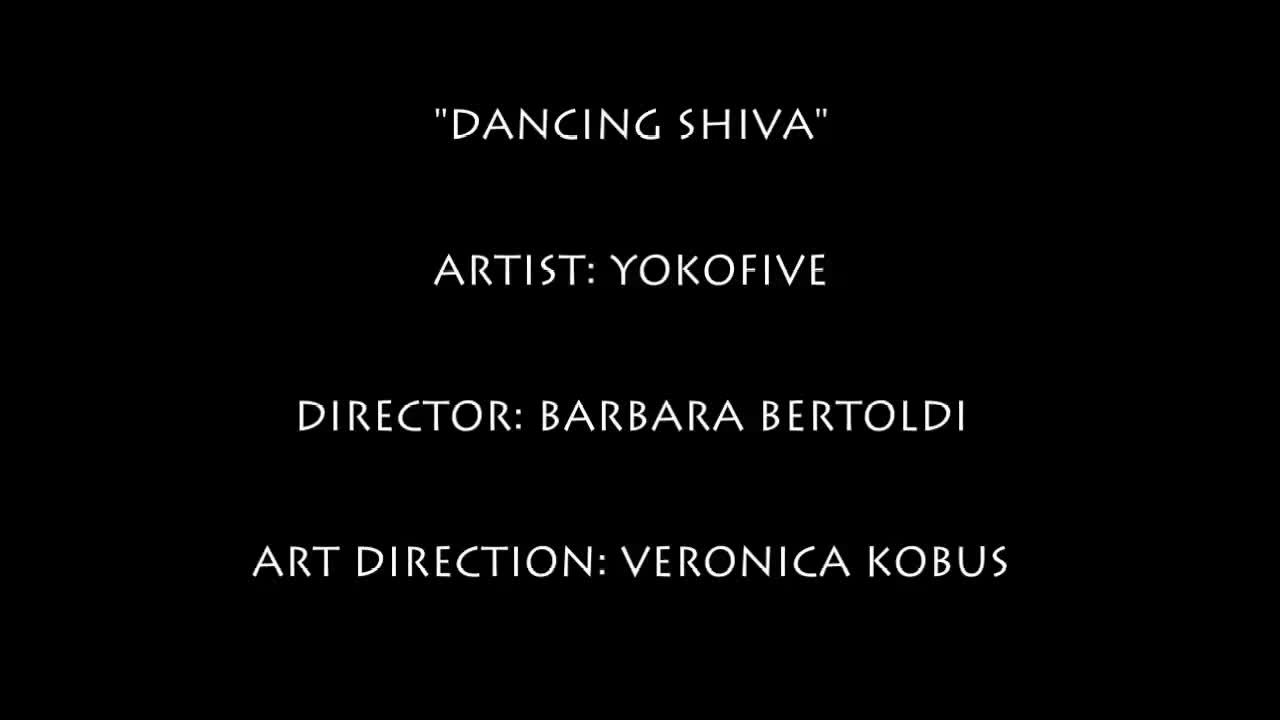 "DANCING SHIVA"
ARTIST: YOKOFIVE
DIRECTOR: BARBARA BERTOLDI
ART DIRECTION: VERONICA KOBUS